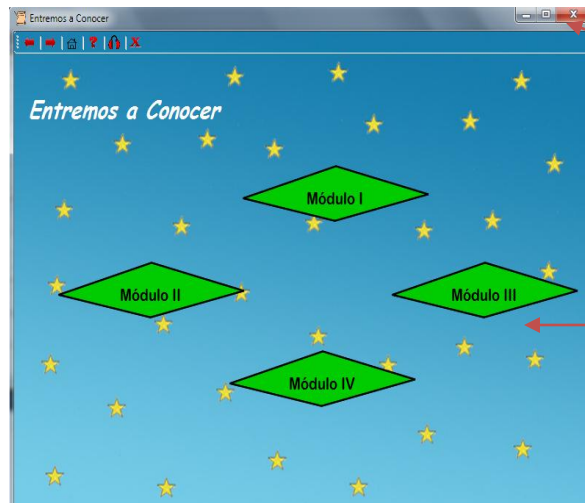 Entremos a Conocer
?
X
Entremos a Conocer
Módulo I
Módulo II
Módulo III
Módulo IV